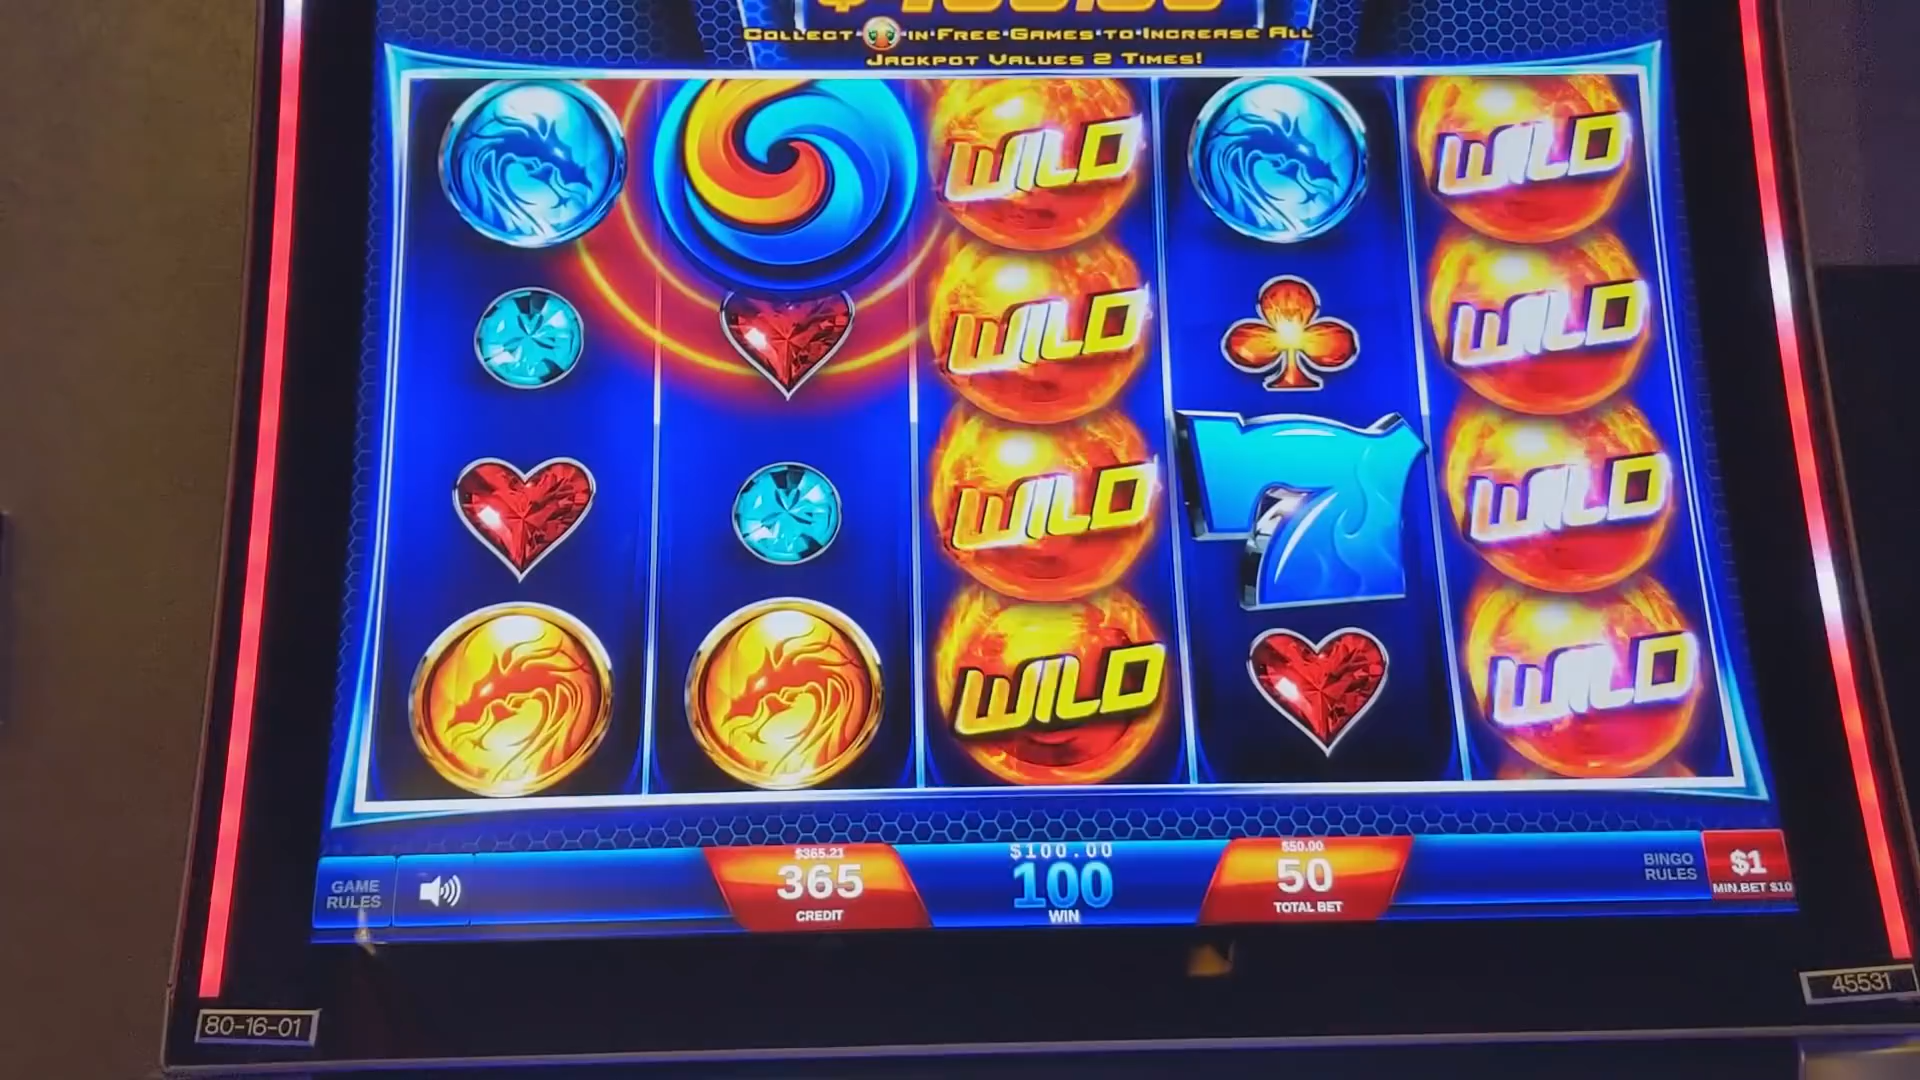 COLLECT IN FREE GAMES TO INCREASE ALL
JACKPOT VALUES 2 TIMES!
WILD WILD
WILD WILD
WILD WILD
WILD WILD
7
GAME RULES
$365.21
365
CREDIT
$100.00
100
WIN
$50.00
50
TOTAL BET
BINGO RULES
$1
MIN.BET $10
80-16-01
45531